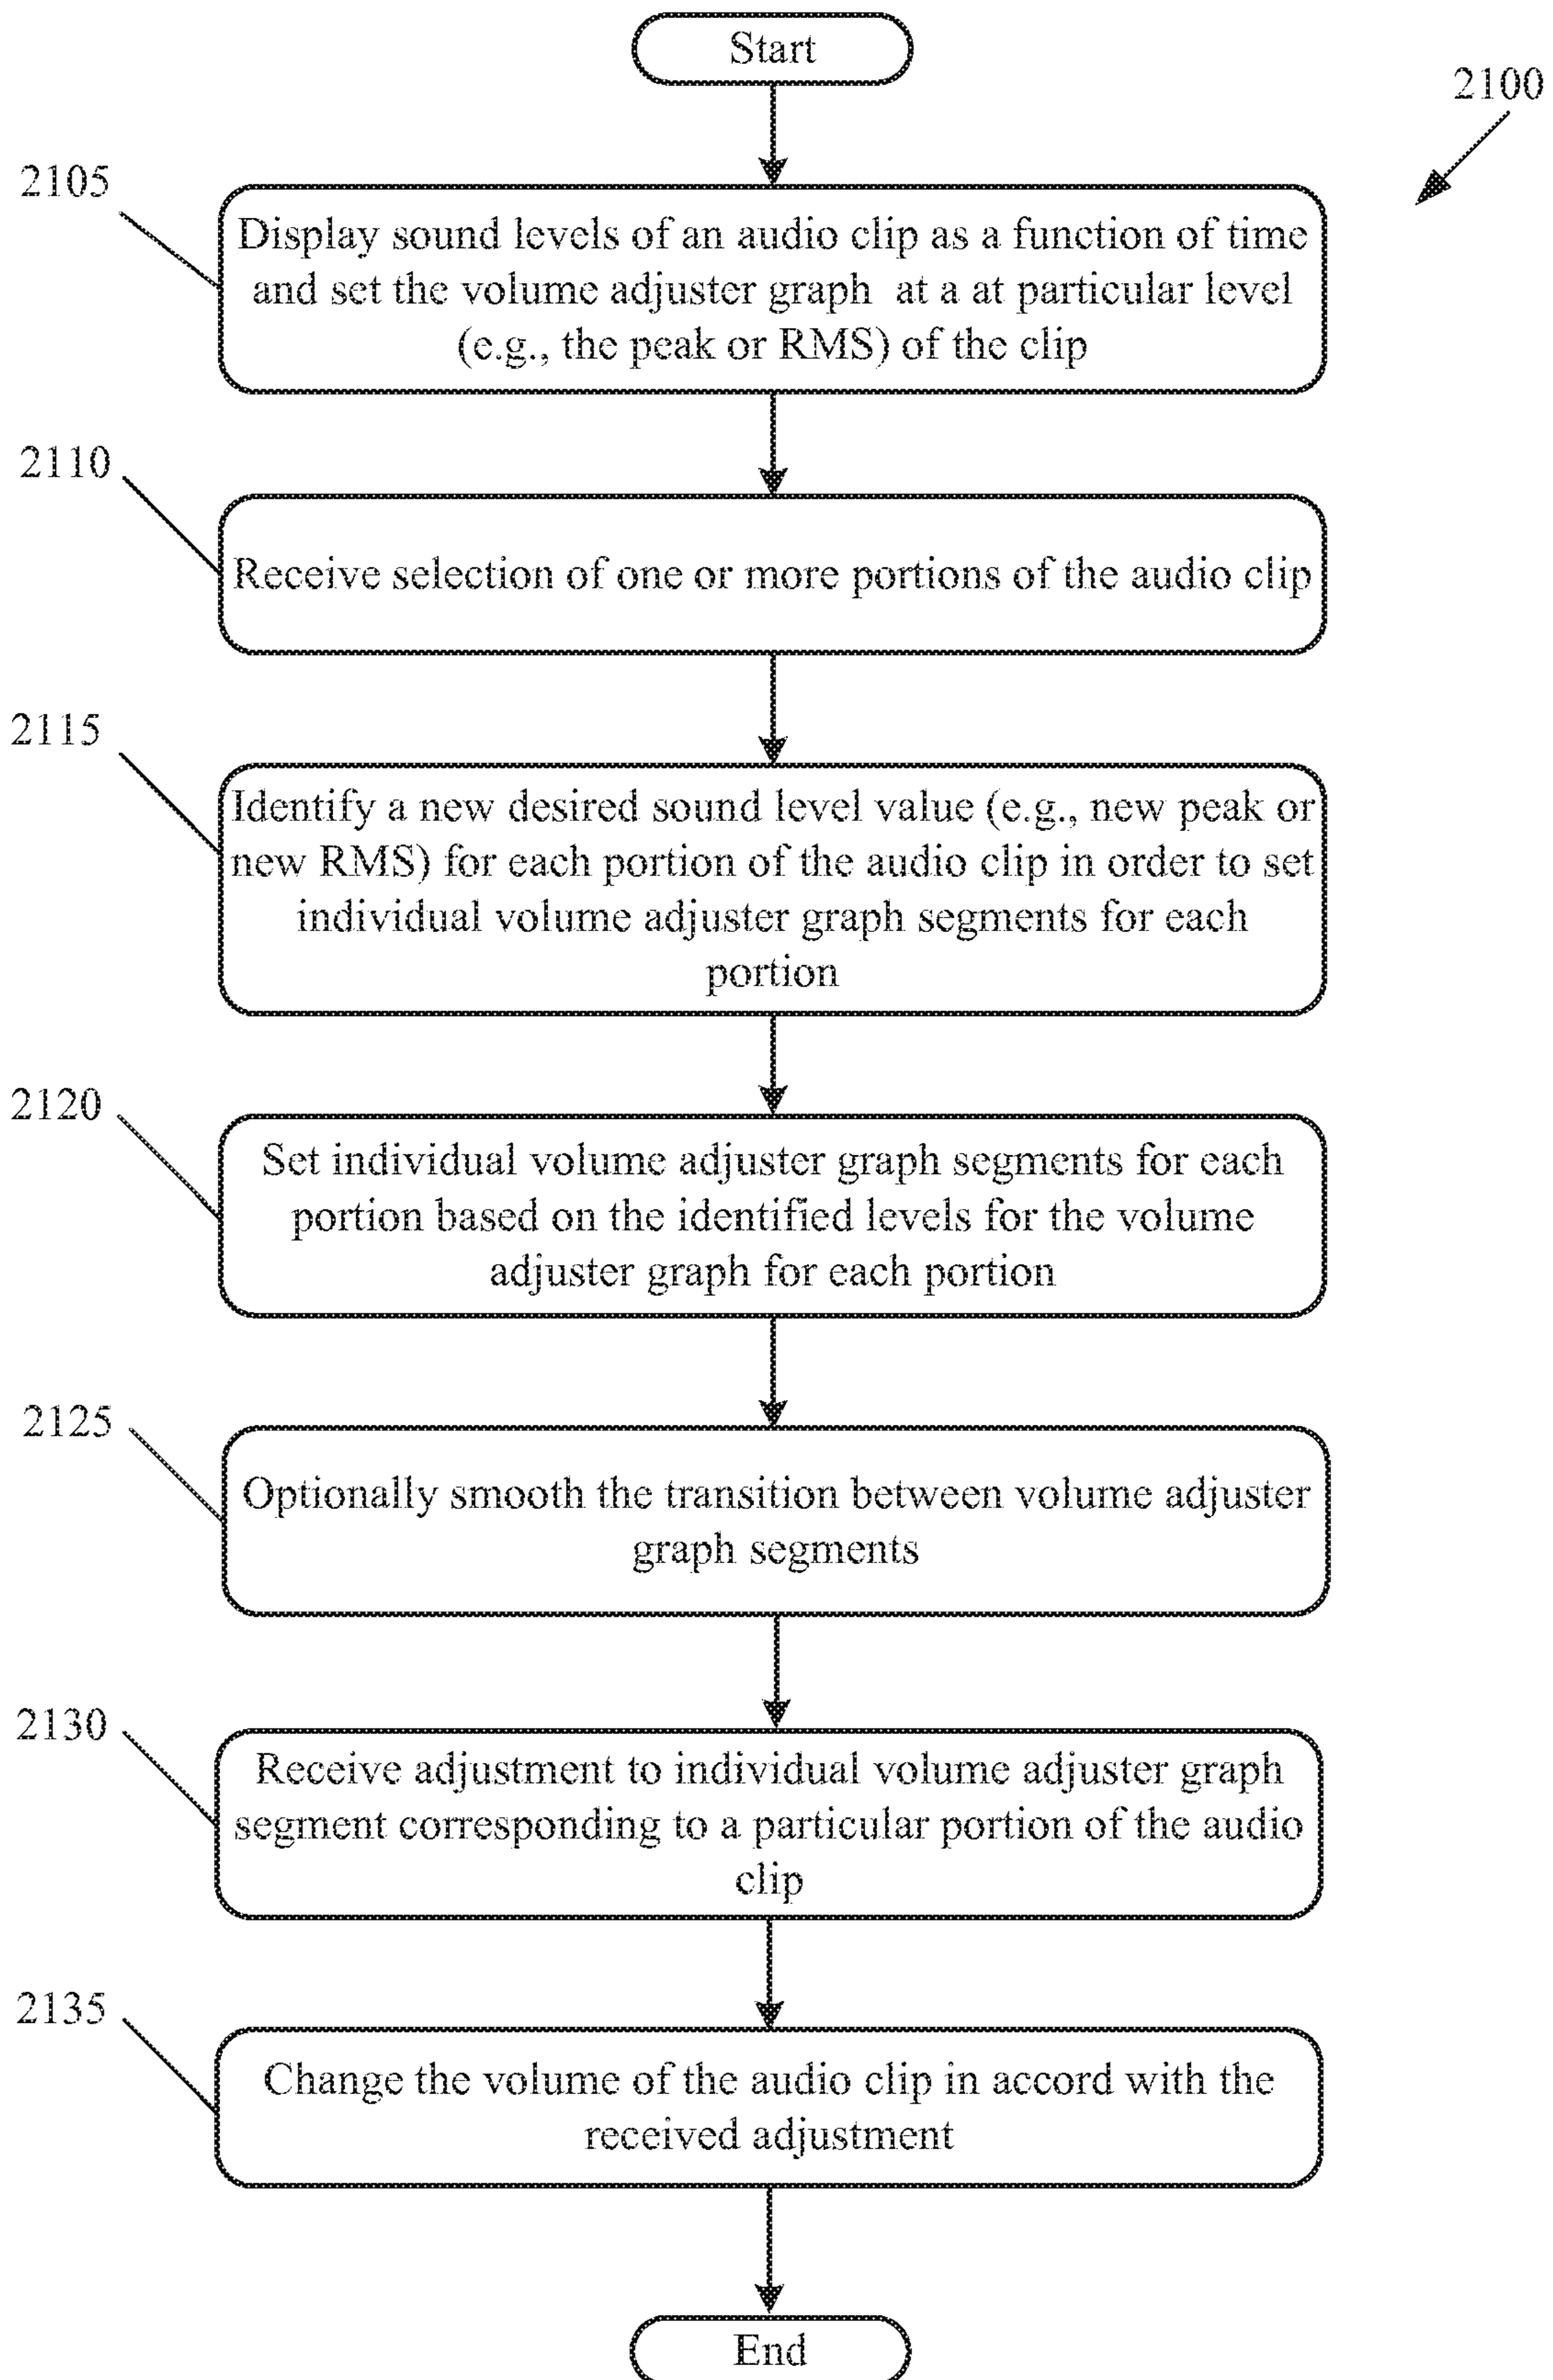 Start
2100
2105
Display sound levels of an audio clip as a function of time
and set the volume adjuster graph at a at particular level
(e.g., the peak or RMS) of the clip
2110
Receive selection of one or more portions of the audio clip
2115
Identify a new desired sound level value (e.g., new peak or
new RMS) for each portion of the audio clip in order to set
individual volume adjuster graph segments for each
portion
2120
Set individual volume adjuster graph segments for each
portion based on the identified levels for the volume
adjuster graph for each portion
2125
Optionally smooth the transition between volume adjuster
graph segments
2130
Receive adjustment to individual volume adjuster graph
segment corresponding to a particular portion of the audio
clip
2135
Change the volume of the audio clip in accord with the
received adjustment
End